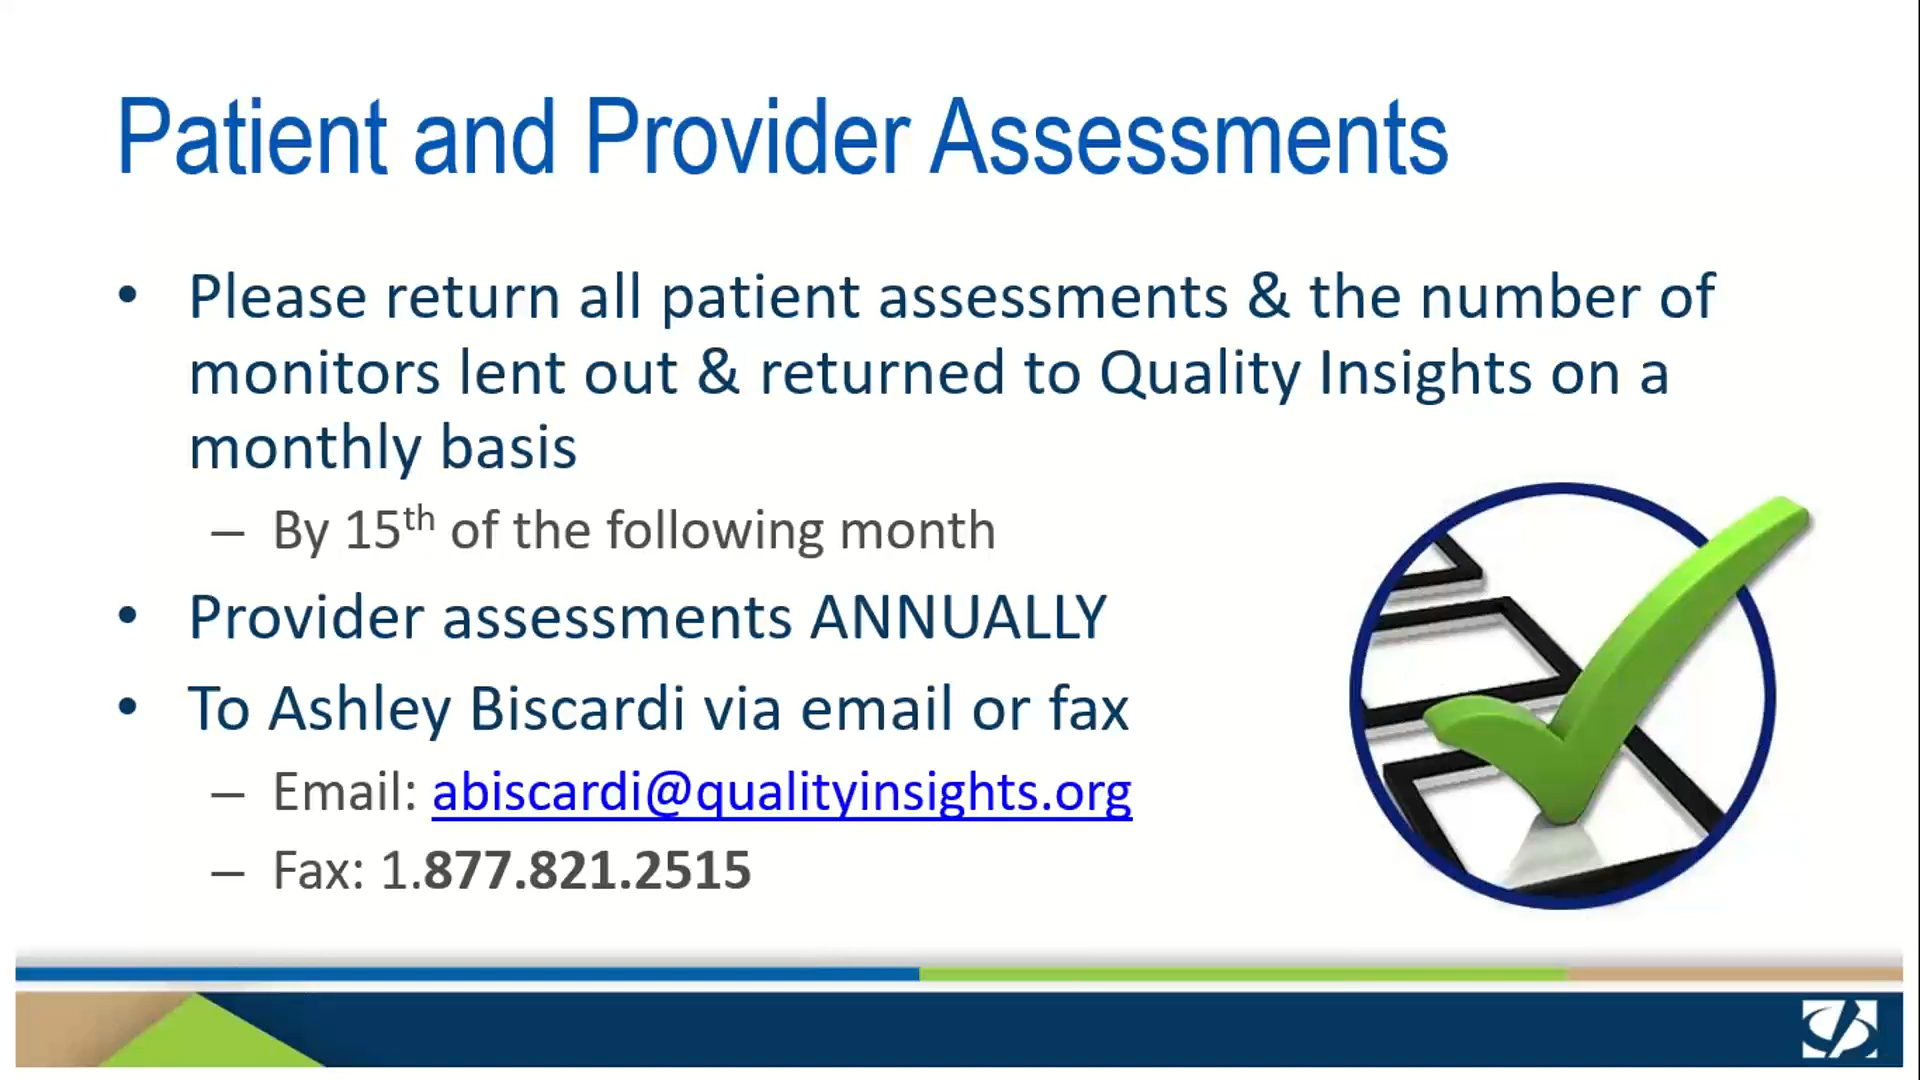 Patient and Provider Assessments
• Please return all patient assessments & the number of
monitors lent out & returned to Quality Insights on a
monthly basis
– By 15th of the following month
• Provider assessments ANNUALLY
• To Ashley Biscardi via email or fax
– Email: abiscardi@qualityinsights.org
– Fax: 1.877.821.2515